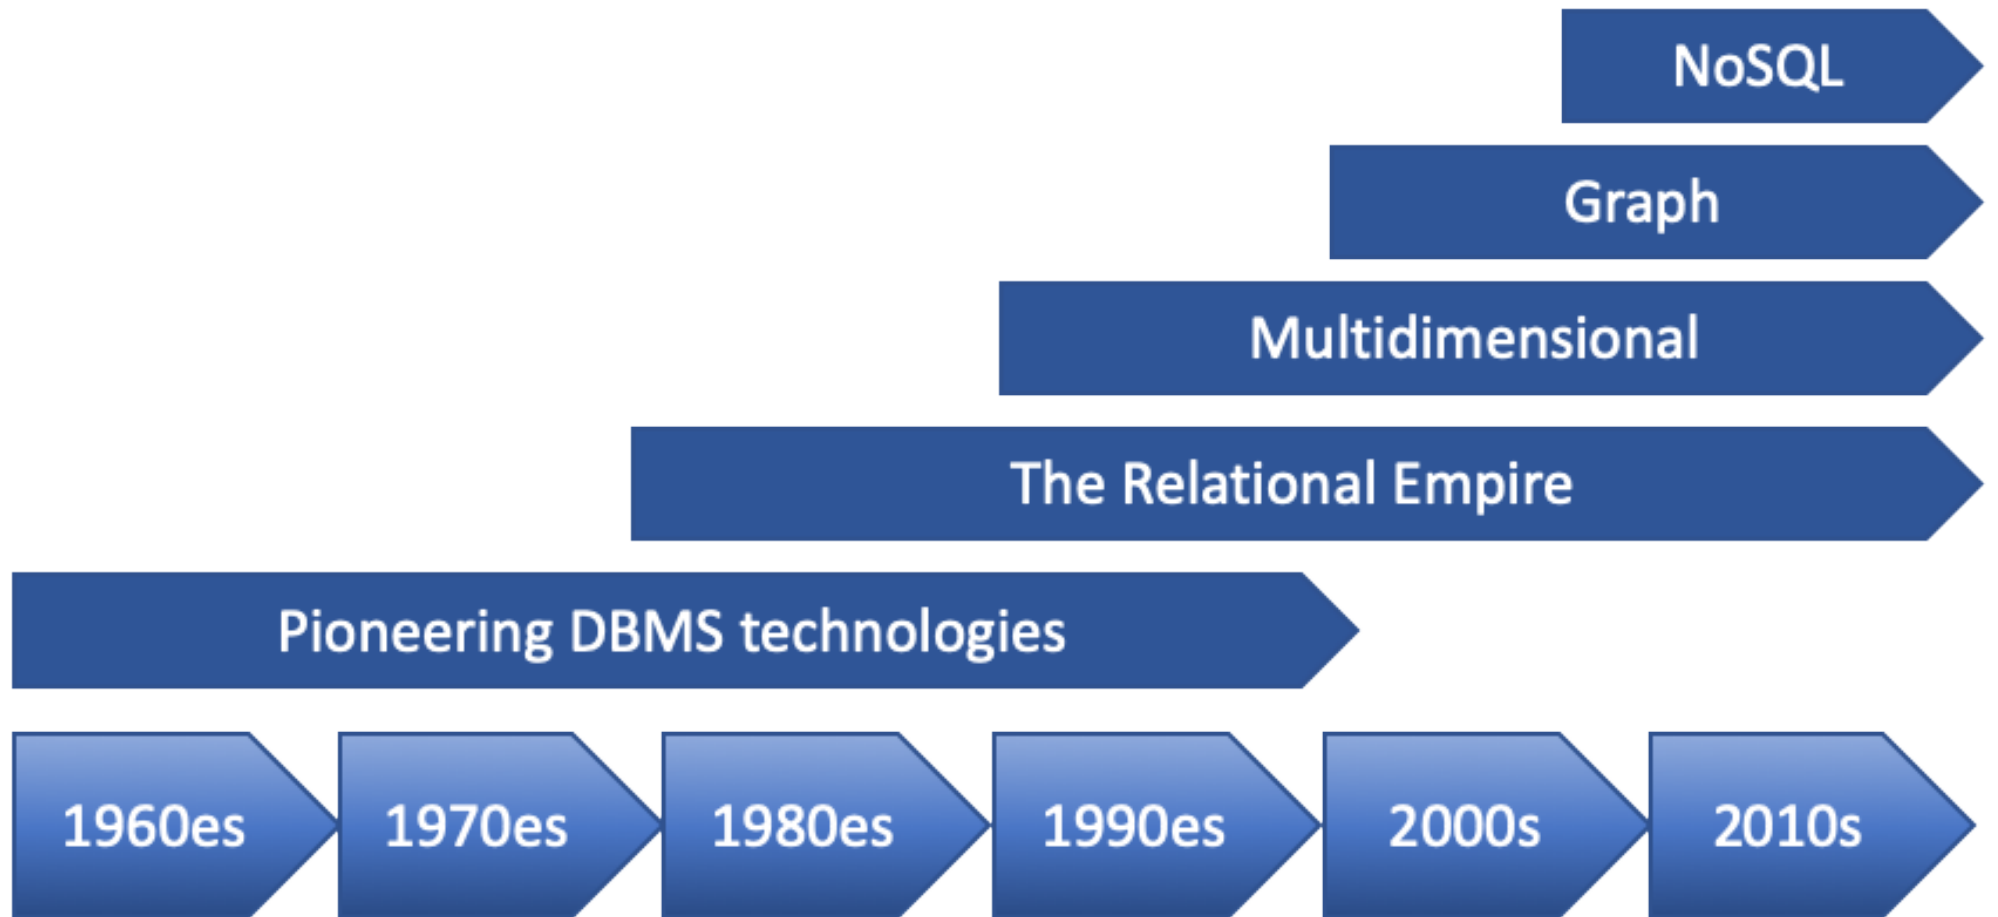 NoSQL
Graph
Multidimensional
The Relational Empire
Pioneering DBMS technologies
1960es
1970es
1980es
1990es
2000s
2010s